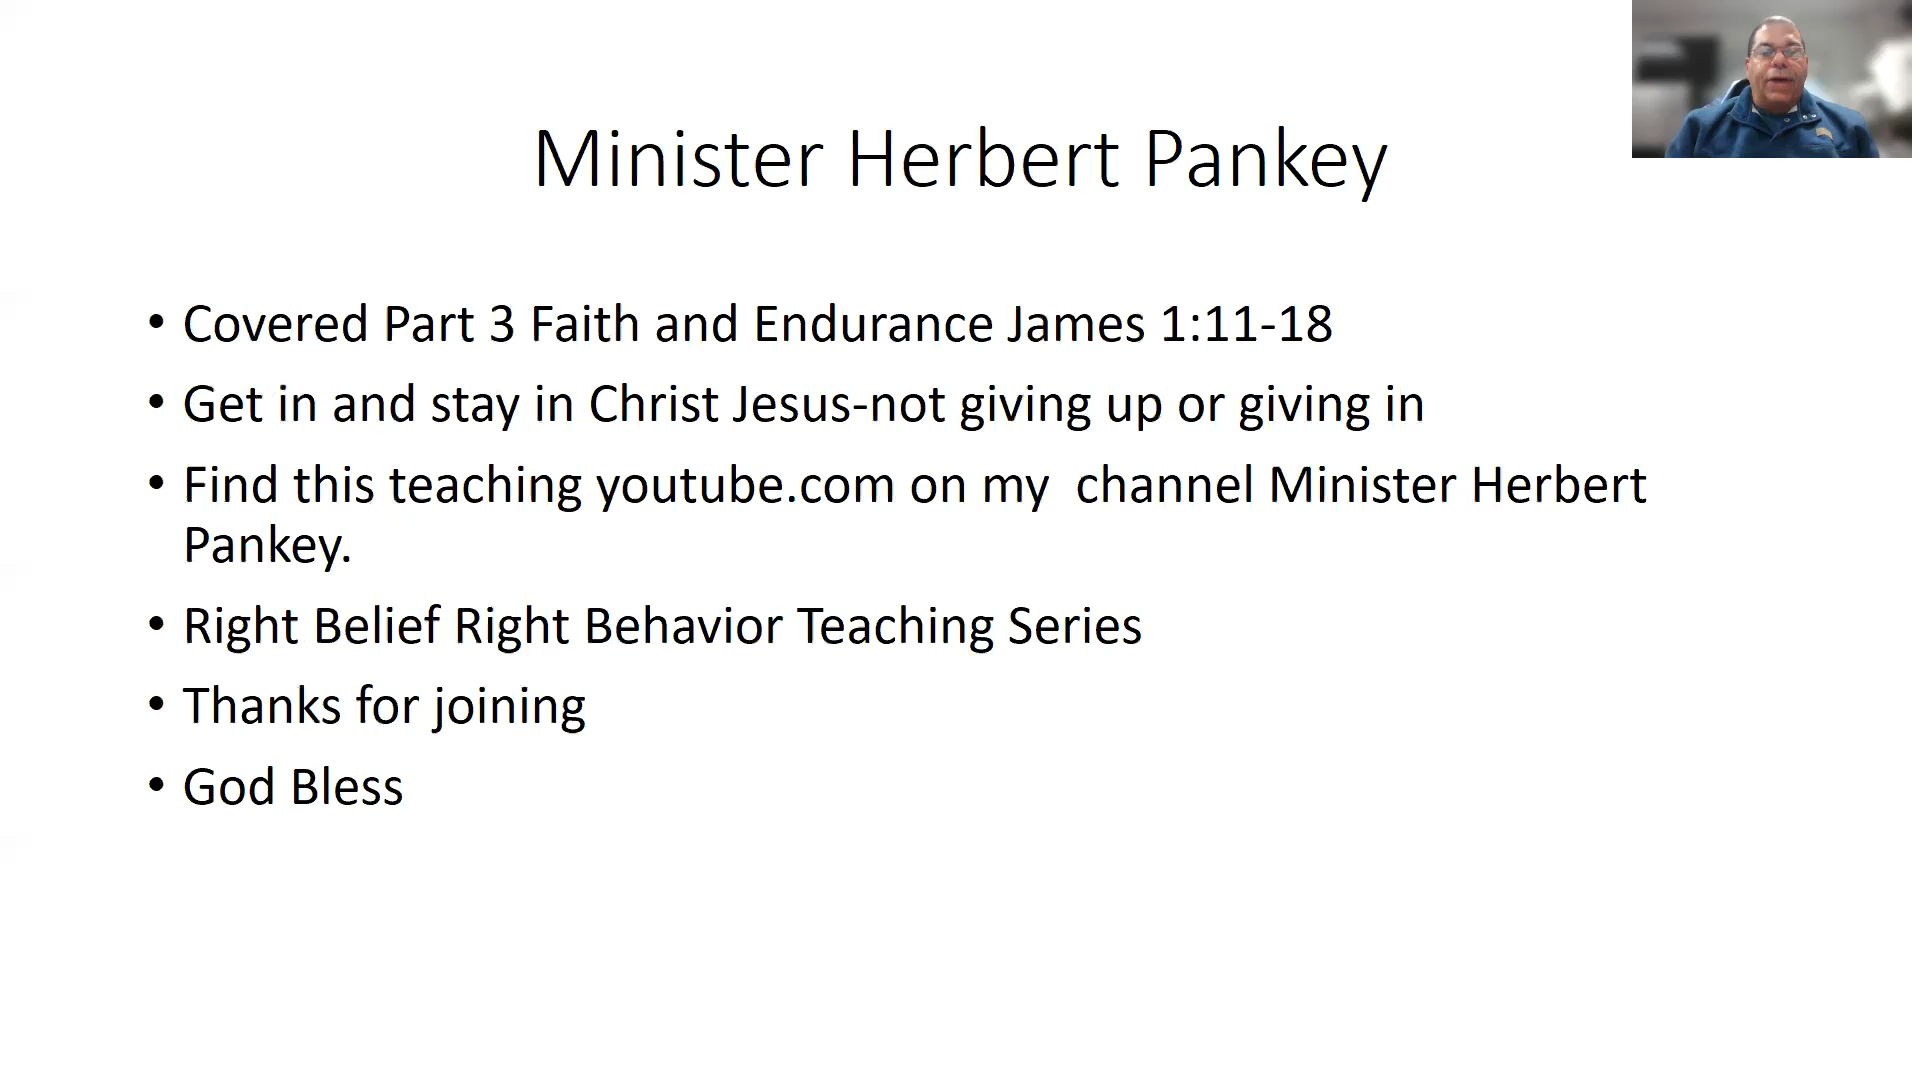 Minister Herbert Pankey
• Covered Part 3 Faith and Endurance James 1:11-18
• Get in and stay in Christ Jesus-not giving up or giving in
• Find this teaching youtube.com on my  channel Minister Herbert
Pankey.
• Right Belief Right Behavior Teaching Series
• Thanks for joining
• God Bless